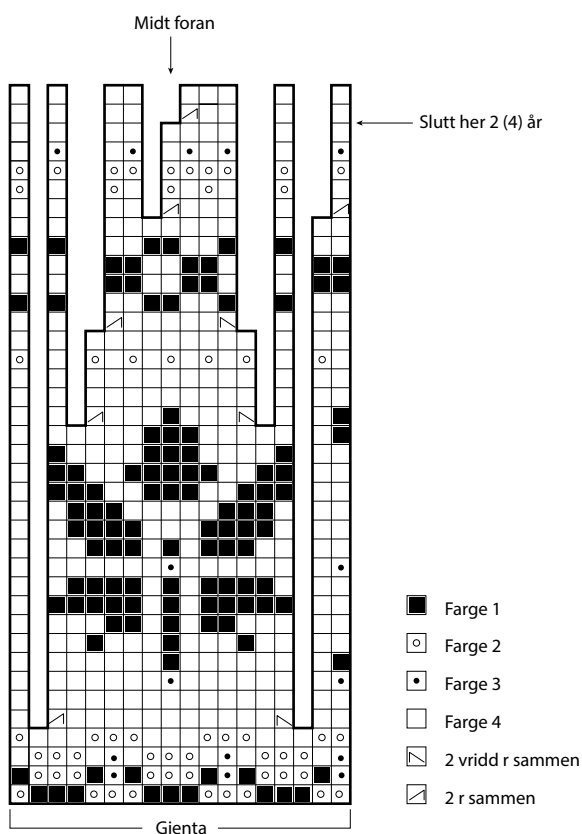 Midt foran
Slutt her 2 (4) år
Farge 1
Farge 2
Farge 3
Farge 4
2 vridd r sammen
2 r sammen
Gjenta